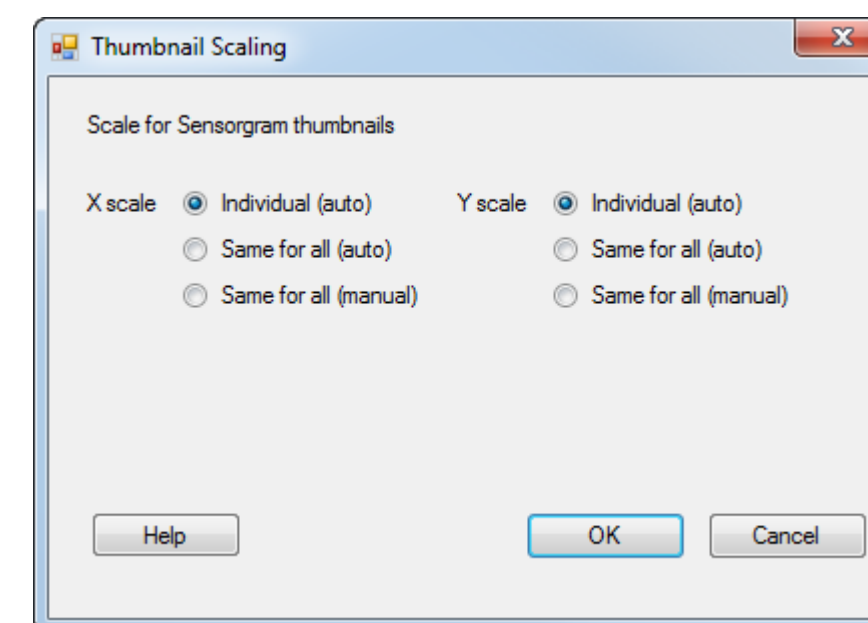 Thumbnail Scaling
Scale for Sensorgram thumbnails
X scale Individual (auto) Y scale Individual (auto)
Same for all (auto) Same for all (auto)
Same for all (manual) Same for all (manual)
Help OK Cancel